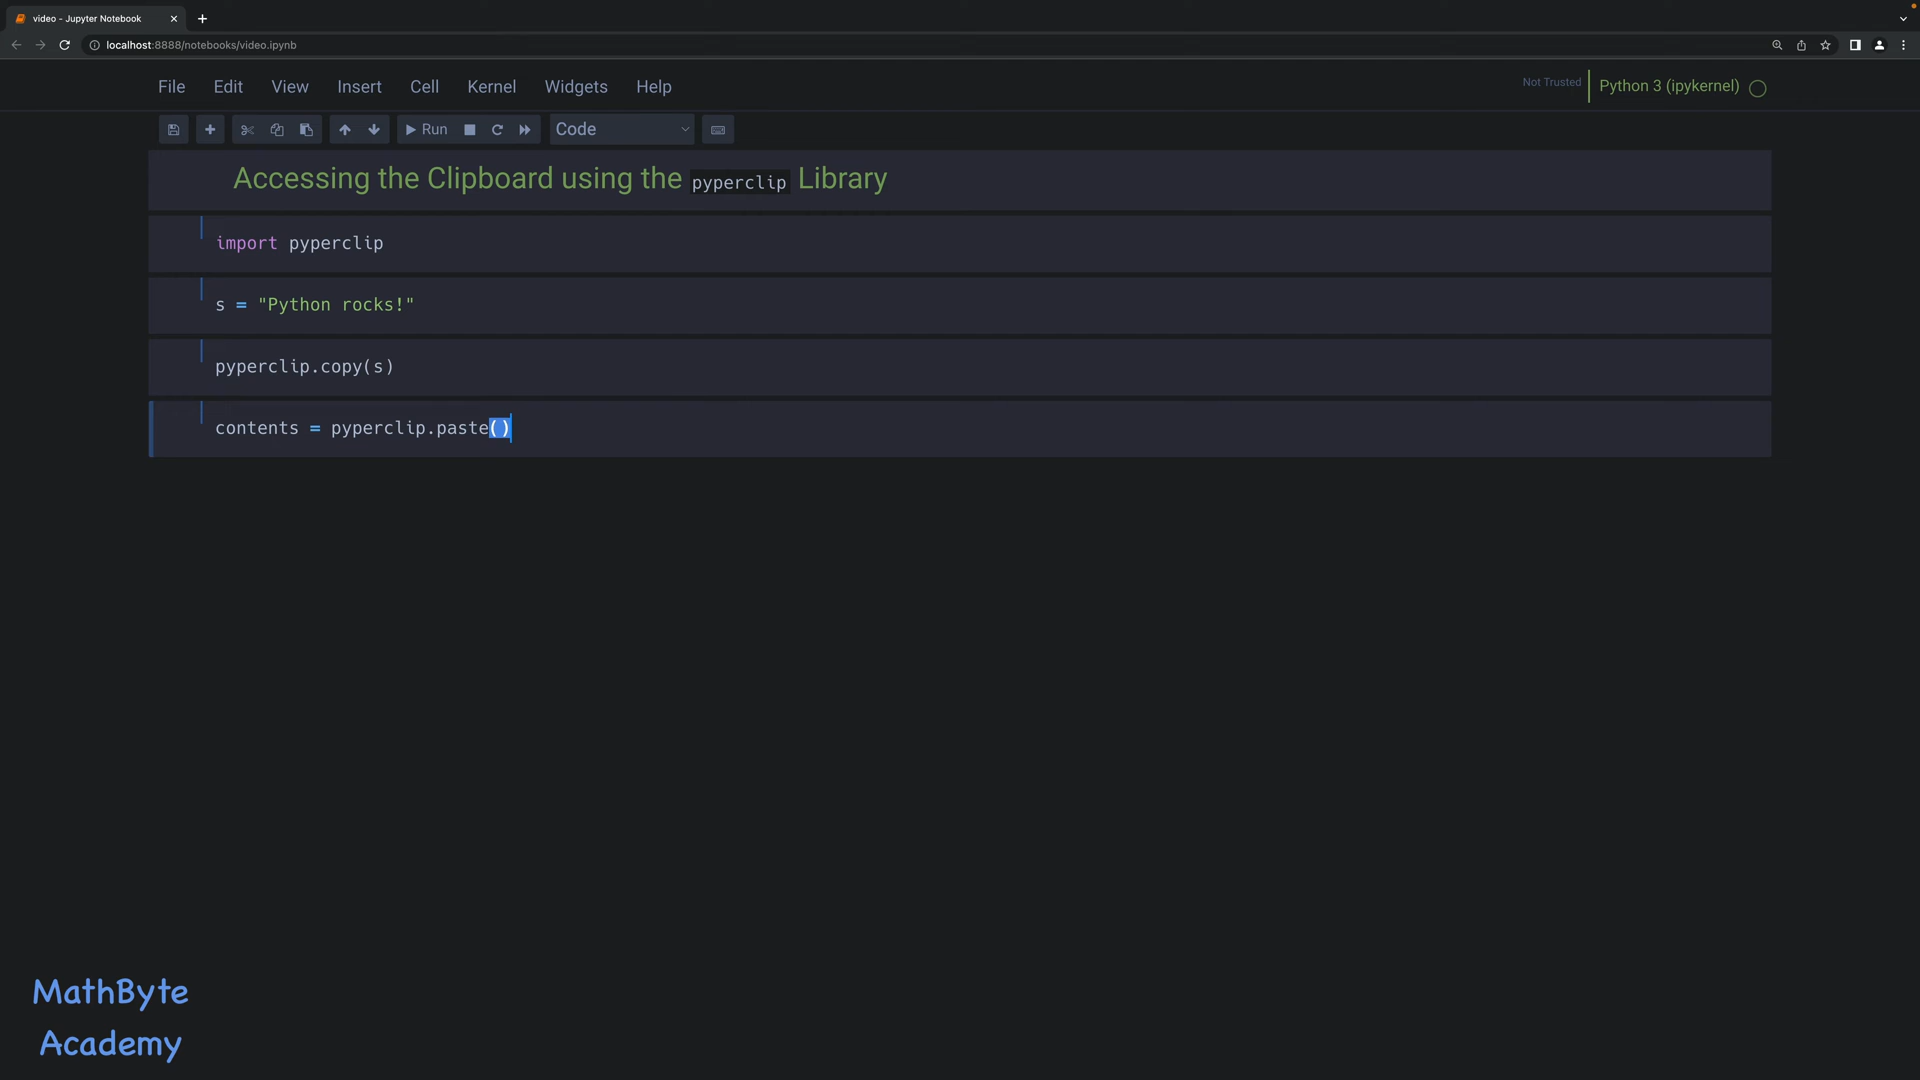 video - Jupyter Notebook
localhost:8888/notebooks/video.ipynb
File Edit View Insert Cell Kernel Widgets Help
Not Trusted Python 3 (ipykernel)
Run Code
Accessing the Clipboard using the pyperclip Library
import pyperclip
s = "Python rocks!"
pyperclip.copy(s)
contents = pyperclip.paste()
MathByte
Academy